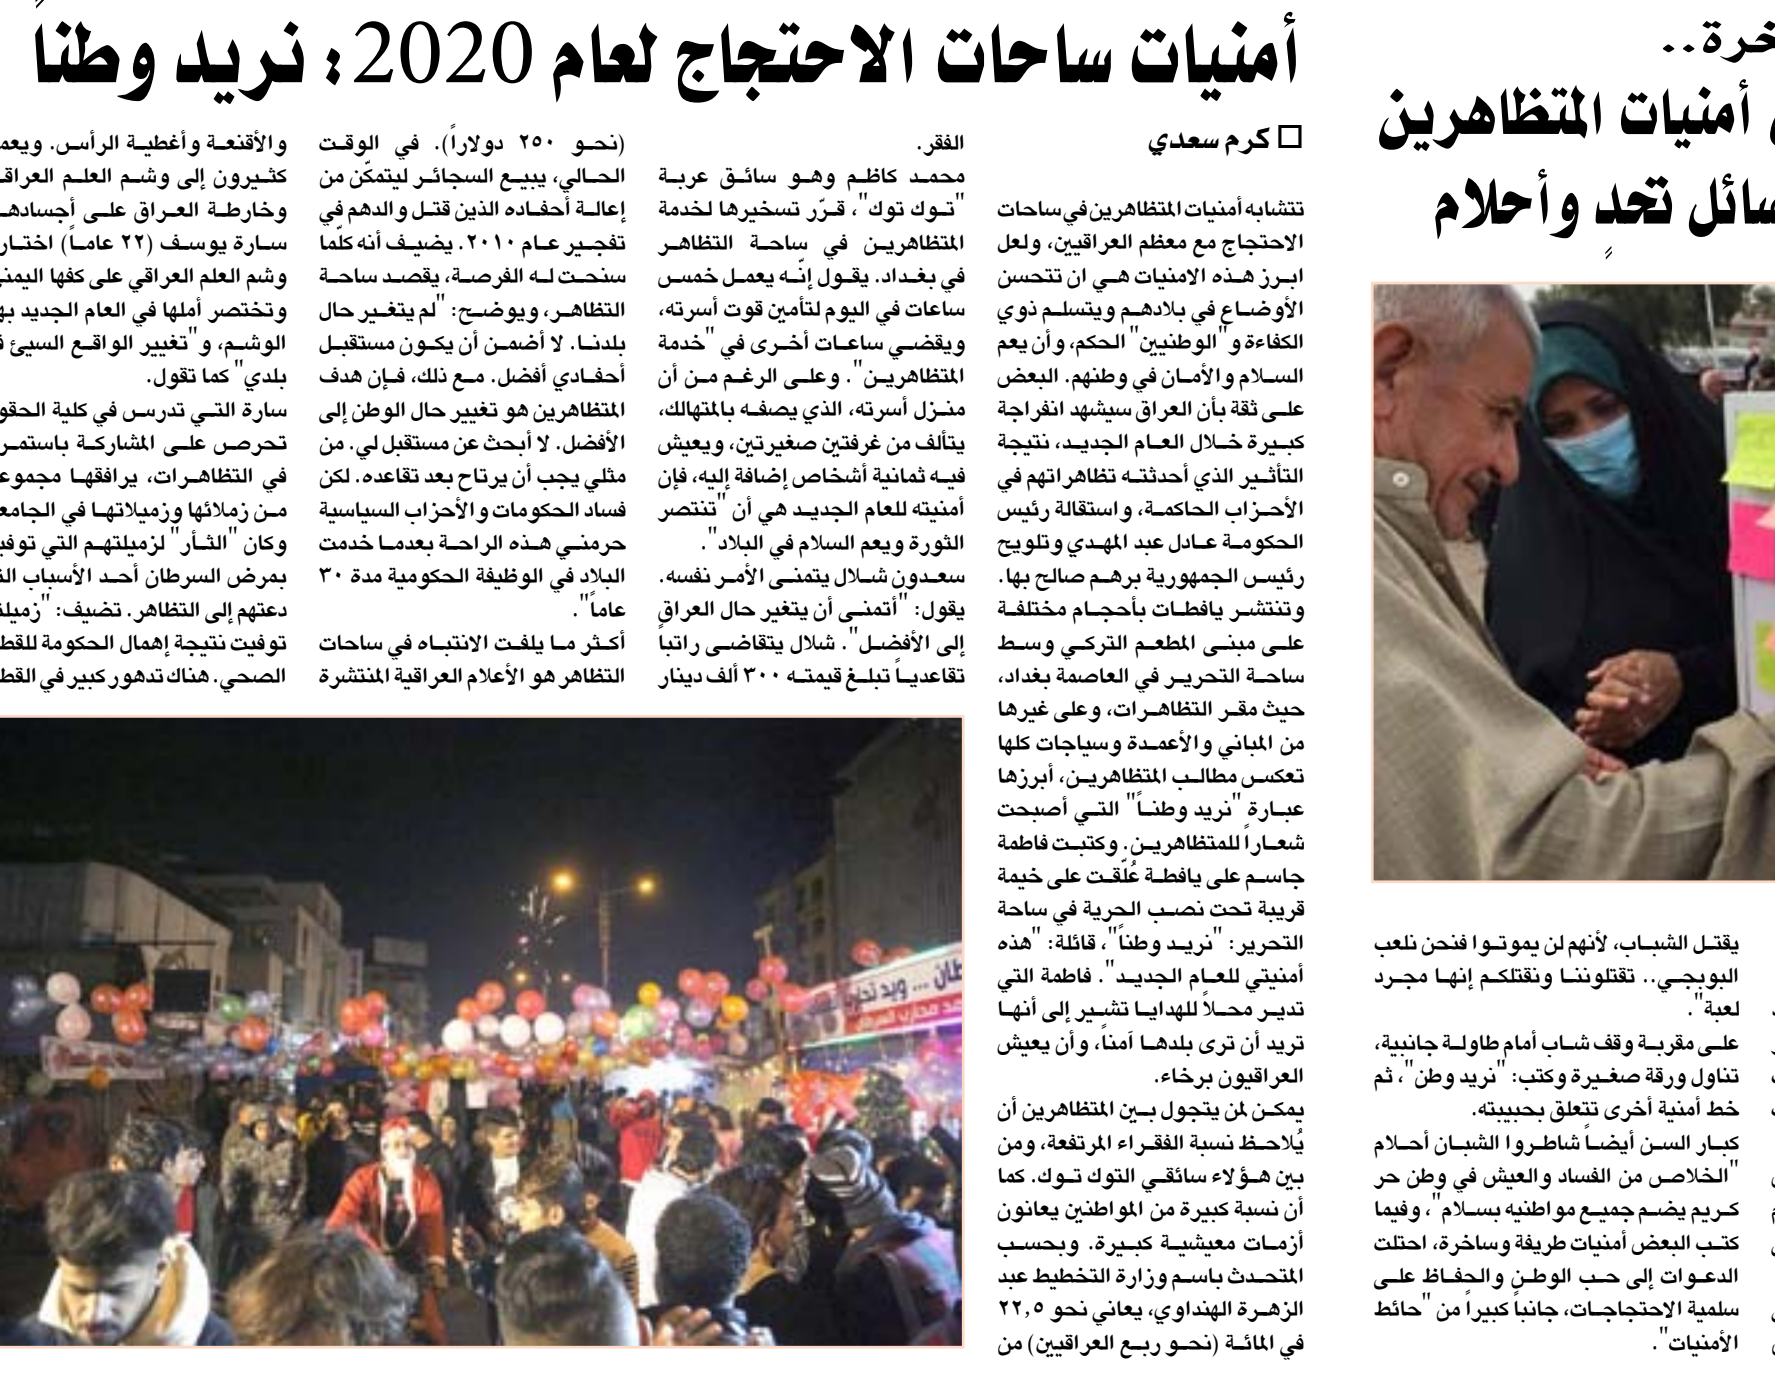 خرة..
أمنيات المتظاهرين
سائل تحدٍ وأحلام
يقتل الشباب، لأنهم لن يموتوا فنحن نلعب
البوبجي.. تقتلوننا ونقتلكم إنها مجرد
لعبة".
على مقربة وقف شاب أمام طاولة جانبية،
تناول ورقة صغيرة وكتب: "نريد وطن"، ثم
خط أمنية أخرى تتعلق بحبيبته.
كبار السن أيضاً شاطروا الشبان أحلام
"الخلاص من الفساد والعيش في وطن حر
كريم يضم جميع مواطنيه بسلام"، وفيما
كتب البعض أمنيات طريفة وساخرة، احتلت
الدعوات إلى حب الوطن والحفاظ على
سلمية الاحتجاجات، جانباً كبيراً من "حائط
الأمنيات".
أمنيات ساحات الاحتجاج لعام 2020: نريد وطناً
□ كرم سعدي
تتشابه أمنيات المتظاهرين في ساحات
الاحتجاج مع معظم العراقيين، ولعل
ابرز هذه الامنيات هي ان تتحسن
الأوضاع في بلادهم ويتسلم ذوي
الكفاءة و"الوطنيين" الحكم، وأن يعم
السلام والأمان في وطنهم. البعض
على ثقة بأن العراق سيشهد انفراجة
كبيرة خلال العام الجديد، نتيجة
التأثير الذي أحدثته تظاهراتهم في
الأحزاب الحاكمة، واستقالة رئيس
الحكومة عادل عبد المهدي وتلويح
رئيس الجمهورية برهم صالح بها.
وتنتشر يافطات بأحجام مختلفة
على مبنى المطعم التركي وسط
ساحة التحرير في العاصمة بغداد،
حيث مقر التظاهرات، وعلى غيرها
من المباني والأعمدة وسياجات كلها
تعكس مطالب المتظاهرين، أبرزها
عبارة "نريد وطناً" التي أصبحت
شعاراً للمتظاهرين. وكتبت فاطمة
جاسم على يافطة عُلّقت على خيمة
قريبة تحت نصب الحرية في ساحة
التحرير: "نريد وطناً"، قائلة: "هذه
أمنيتي للعام الجديد". فاطمة التي
تدير محلاً للهدايا تشير إلى أنها
تريد أن ترى بلدها آمناً، وأن يعيش
العراقيون برخاء.
يمكن لمن يتجول بين المتظاهرين أن
يُلاحظ نسبة الفقراء المرتفعة، ومن
بين هؤلاء سائقي التوك توك. كما
أن نسبة كبيرة من المواطنين يعانون
أزمات معيشية كبيرة. وبحسب
المتحدث باسم وزارة التخطيط عبد
الزهرة الهنداوي، يعاني نحو ٢٢,٥
في المائة (نحو ربع العراقيين) من
الفقر.
محمد كاظم وهو سائق عربة
"توك توك"، قرّر تسخيرها لخدمة
المتظاهرين في ساحة التظاهر
في بغداد. يقول إنّه يعمل خمس
ساعات في اليوم لتأمين قوت أسرته،
ويقضي ساعات أخرى في "خدمة
المتظاهرين". وعلى الرغم من أن
منزل أسرته، الذي يصفه بالمتهالك،
يتألف من غرفتين صغيرتين، ويعيش
فيه ثمانية أشخاص إضافة إليه، فإن
أمنيته للعام الجديد هي أن "تنتصر
الثورة ويعم السلام في البلاد".
سعدون شلال يتمنى الأمر نفسه.
يقول: "أتمنى أن يتغير حال العراق
إلى الأفضل". شلال يتقاضى راتباً
تقاعدياً تبلغ قيمته ٣٠٠ ألف دينار
(نحو ٢٥٠ دولاراً). في الوقت
الحالي، يبيع السجائر ليتمكّن من
إعالة أحفاده الذين قتل والدهم في
تفجير عام ٢٠١٠. يضيف أنه كلّما
سنحت له الفرصة، يقصد ساحة
التظاهر، ويوضح: "لم يتغير حال
بلدنا. لا أضمن أن يكون مستقبل
أحفادي أفضل. مع ذلك، فإن هدف
المتظاهرين هو تغيير حال الوطن إلى
الأفضل. لا أبحث عن مستقبل لي. من
مثلي يجب أن يرتاح بعد تقاعده. لكن
فساد الحكومات والأحزاب السياسية
حرمني هذه الراحة بعدما خدمت
البلاد في الوظيفة الحكومية مدة ٣٠
عاماً".
أكثر ما يلفت الانتباه في ساحات
التظاهر هو الأعلام العراقية المنتشرة
والأقنعة وأغطية الرأس. ويعم
كثيرون إلى وشم العلم العراق
وخارطة العراق على أجسادهـ
سارة يوسف (٢٢ عاماً) اختار
وشم العلم العراقي على كفها اليمنـ
وتختصر أملها في العام الجديد بهـ
الوشم، و"تغيير الواقع السيئ
بلدي" كما تقول.
سارة التي تدرس في كلية الحقو
تحرص على المشاركة باستمر
في التظاهرات، يرافقها مجموعـ
من زملائها وزميلاتها في الجامعـ
وكان "الثأر" لزميلتهم التي توفيـ
بمرض السرطان أحد الأسباب التـ
دعتهم إلى التظاهر. تضيف: "زميلتـ
توفيت نتيجة إهمال الحكومة للقطـ
الصحي. هناك تدهور كبير في القطـ